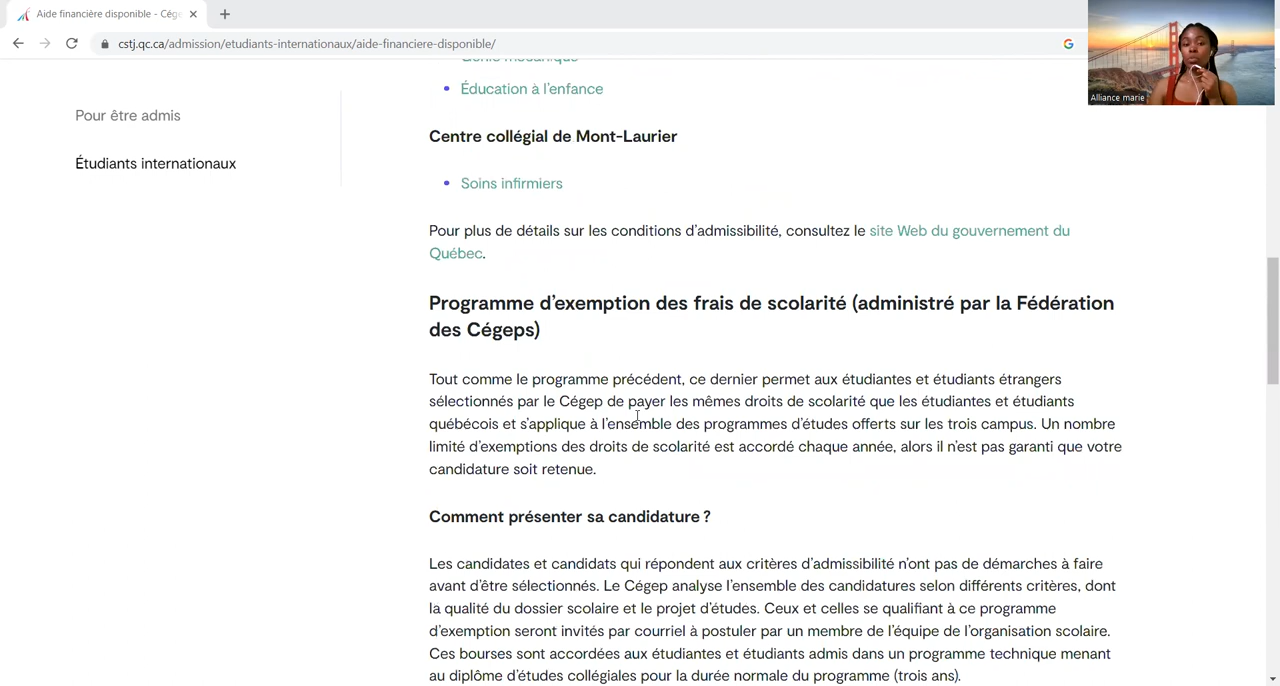 Aide financière disponible - Cég
cstj.qc.ca/admission/etudiants-internationaux/aide-financiere-disponible/
Alliance marie
Pour être admis
Étudiants internationaux
Génie mécanique
Éducation à l'enfance
Centre collégial de Mont-Laurier
Soins infirmiers
Pour plus de détails sur les conditions d'admissibilité, consultez le site Web du gouvernement du
Québec.
Programme d'exemption des frais de scolarité (administré par la Fédération
des Cégeps)
Tout comme le programme précédent, ce dernier permet aux étudiantes et étudiants étrangers
sélectionnés par le Cégep de payer les mêmes droits de scolarité que les étudiantes et étudiants
québécois et s'applique à l'ensemble des programmes d'études offerts sur les trois campus. Un nombre
limité d'exemptions des droits de scolarité est accordé chaque année, alors il n'est pas garanti que votre
candidature soit retenue.
Comment présenter sa candidature ?
Les candidates et candidats qui répondent aux critères d'admissibilité n'ont pas de démarches à faire
avant d'être sélectionnés. Le Cégep analyse l'ensemble des candidatures selon différents critères, dont
la qualité du dossier scolaire et le projet d'études. Ceux et celles se qualifiant à ce programme
d'exemption seront invités par courriel à postuler par un membre de l'équipe de l'organisation scolaire.
Ces bourses sont accordées aux étudiantes et étudiants admis dans un programme technique menant
au diplôme d'études collégiales pour la durée normale du programme (trois ans).